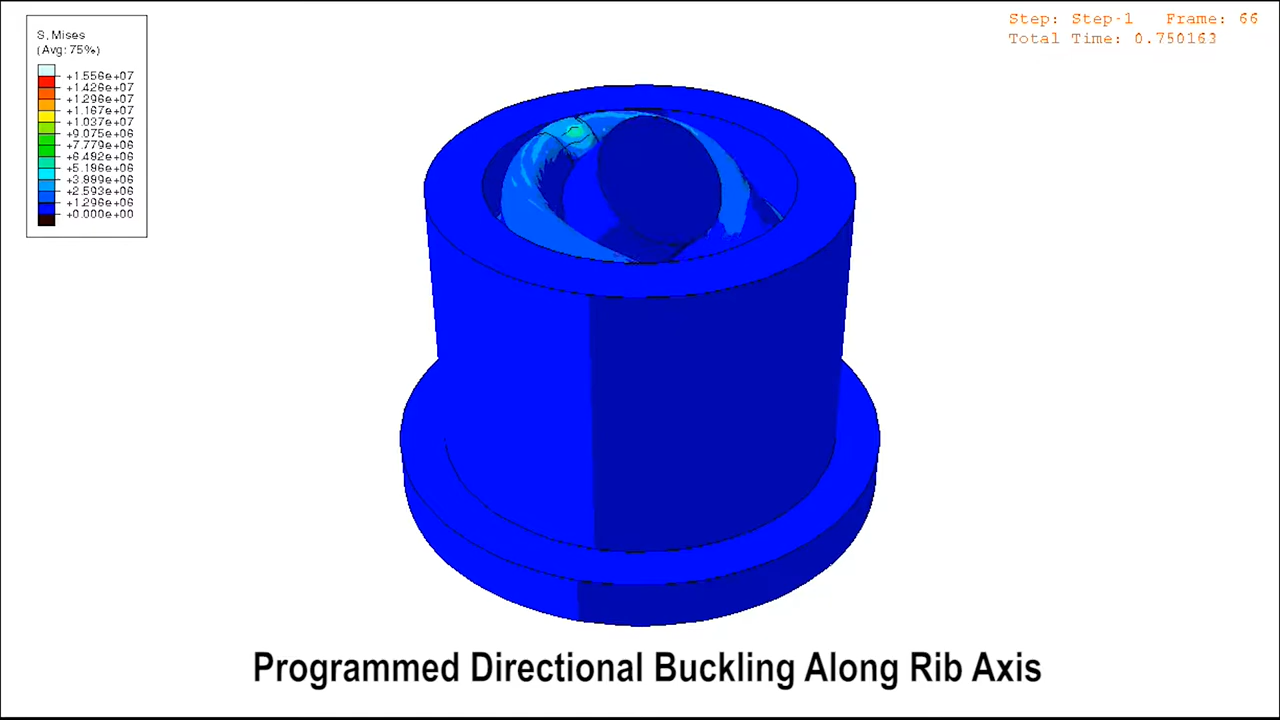 S, Mises
(Avg: 75%)
+1.556e+07
+1.426e+07
+1.296e+07
+1.167e+07
+1.037e+07
+9.075e+06
+7.779e+06
+6.482e+06
+5.186e+06
+3.889e+06
+2.593e+06
+1.296e+06
+0.000e+00
Step: Step-1 Frame: 66
Total Time: 0.750163
Programmed Directional Buckling Along Rib Axis